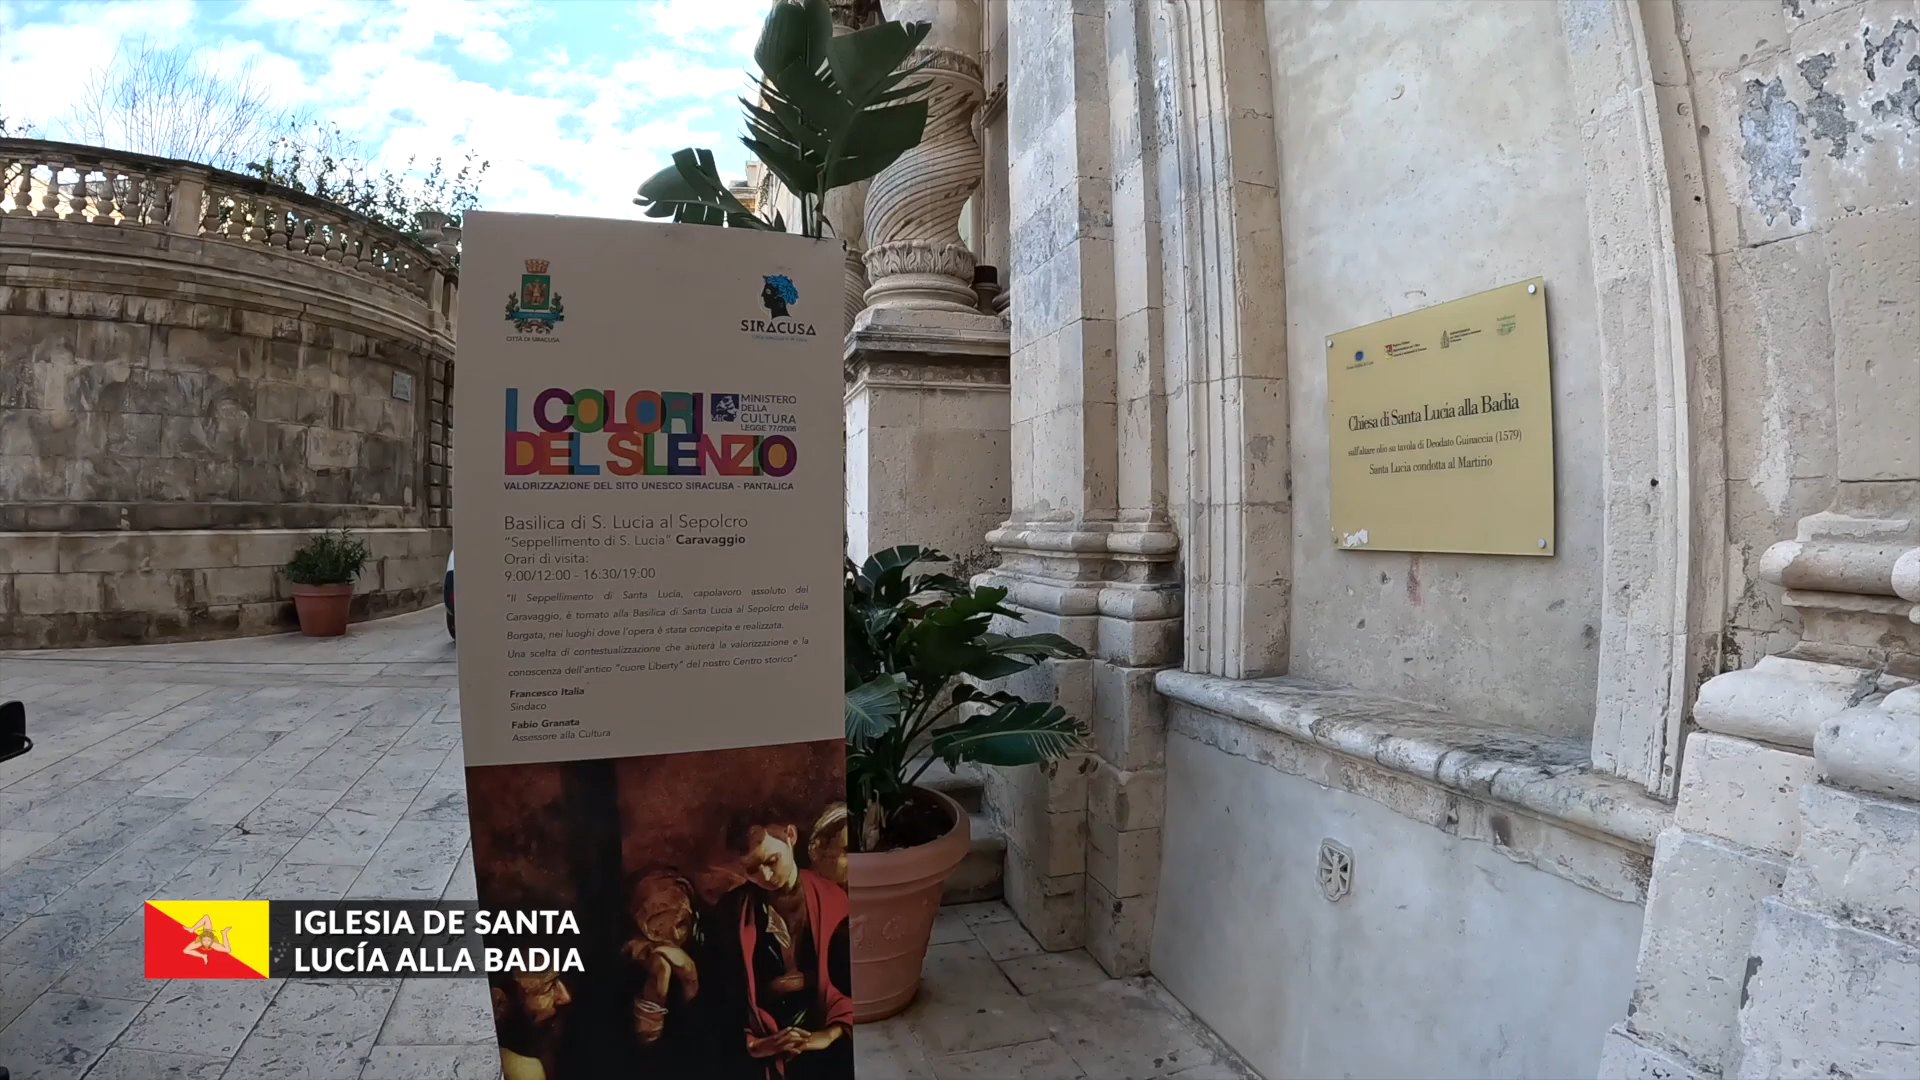 CITTÀ DI SIRACUSA
SIRACUSA
I COLORI
DEL SILENZIO
MiC
MINISTERO
DELLA
CULTURA
LEGGE 77/2006
VALORIZZAZIONE DEL SITO UNESCO SIRACUSA - PANTALICA
Basilica di S. Lucia al Sepolcro
"Seppellimento di S. Lucia" Caravaggio
Orari di visita:
9:00/12:00 - 16:30/19:00
"Il Seppellimento di Santa Lucia, capolavoro assoluto del
Caravaggio, è tornato alla Basilica di Santa Lucia al Sepolcro della
Borgata, nei luoghi dove l'opera è stata concepita e realizzata.
Una scelta di contestualizzazione che aiuterà la valorizzazione e la
conoscenza dell'antico "cuore Liberty" del nostro Centro storico"
Francesco Italia
Sindaco
Fabio Granata
Assessore alla Cultura
Chiesa di Santa Lucia alla Badia
sull'altare olio su tavola di Deodato Guinaccia (1579)
Santa Lucia condotta al Martirio
IGLESIA DE SANTA
LUCÍA ALLA BADIA